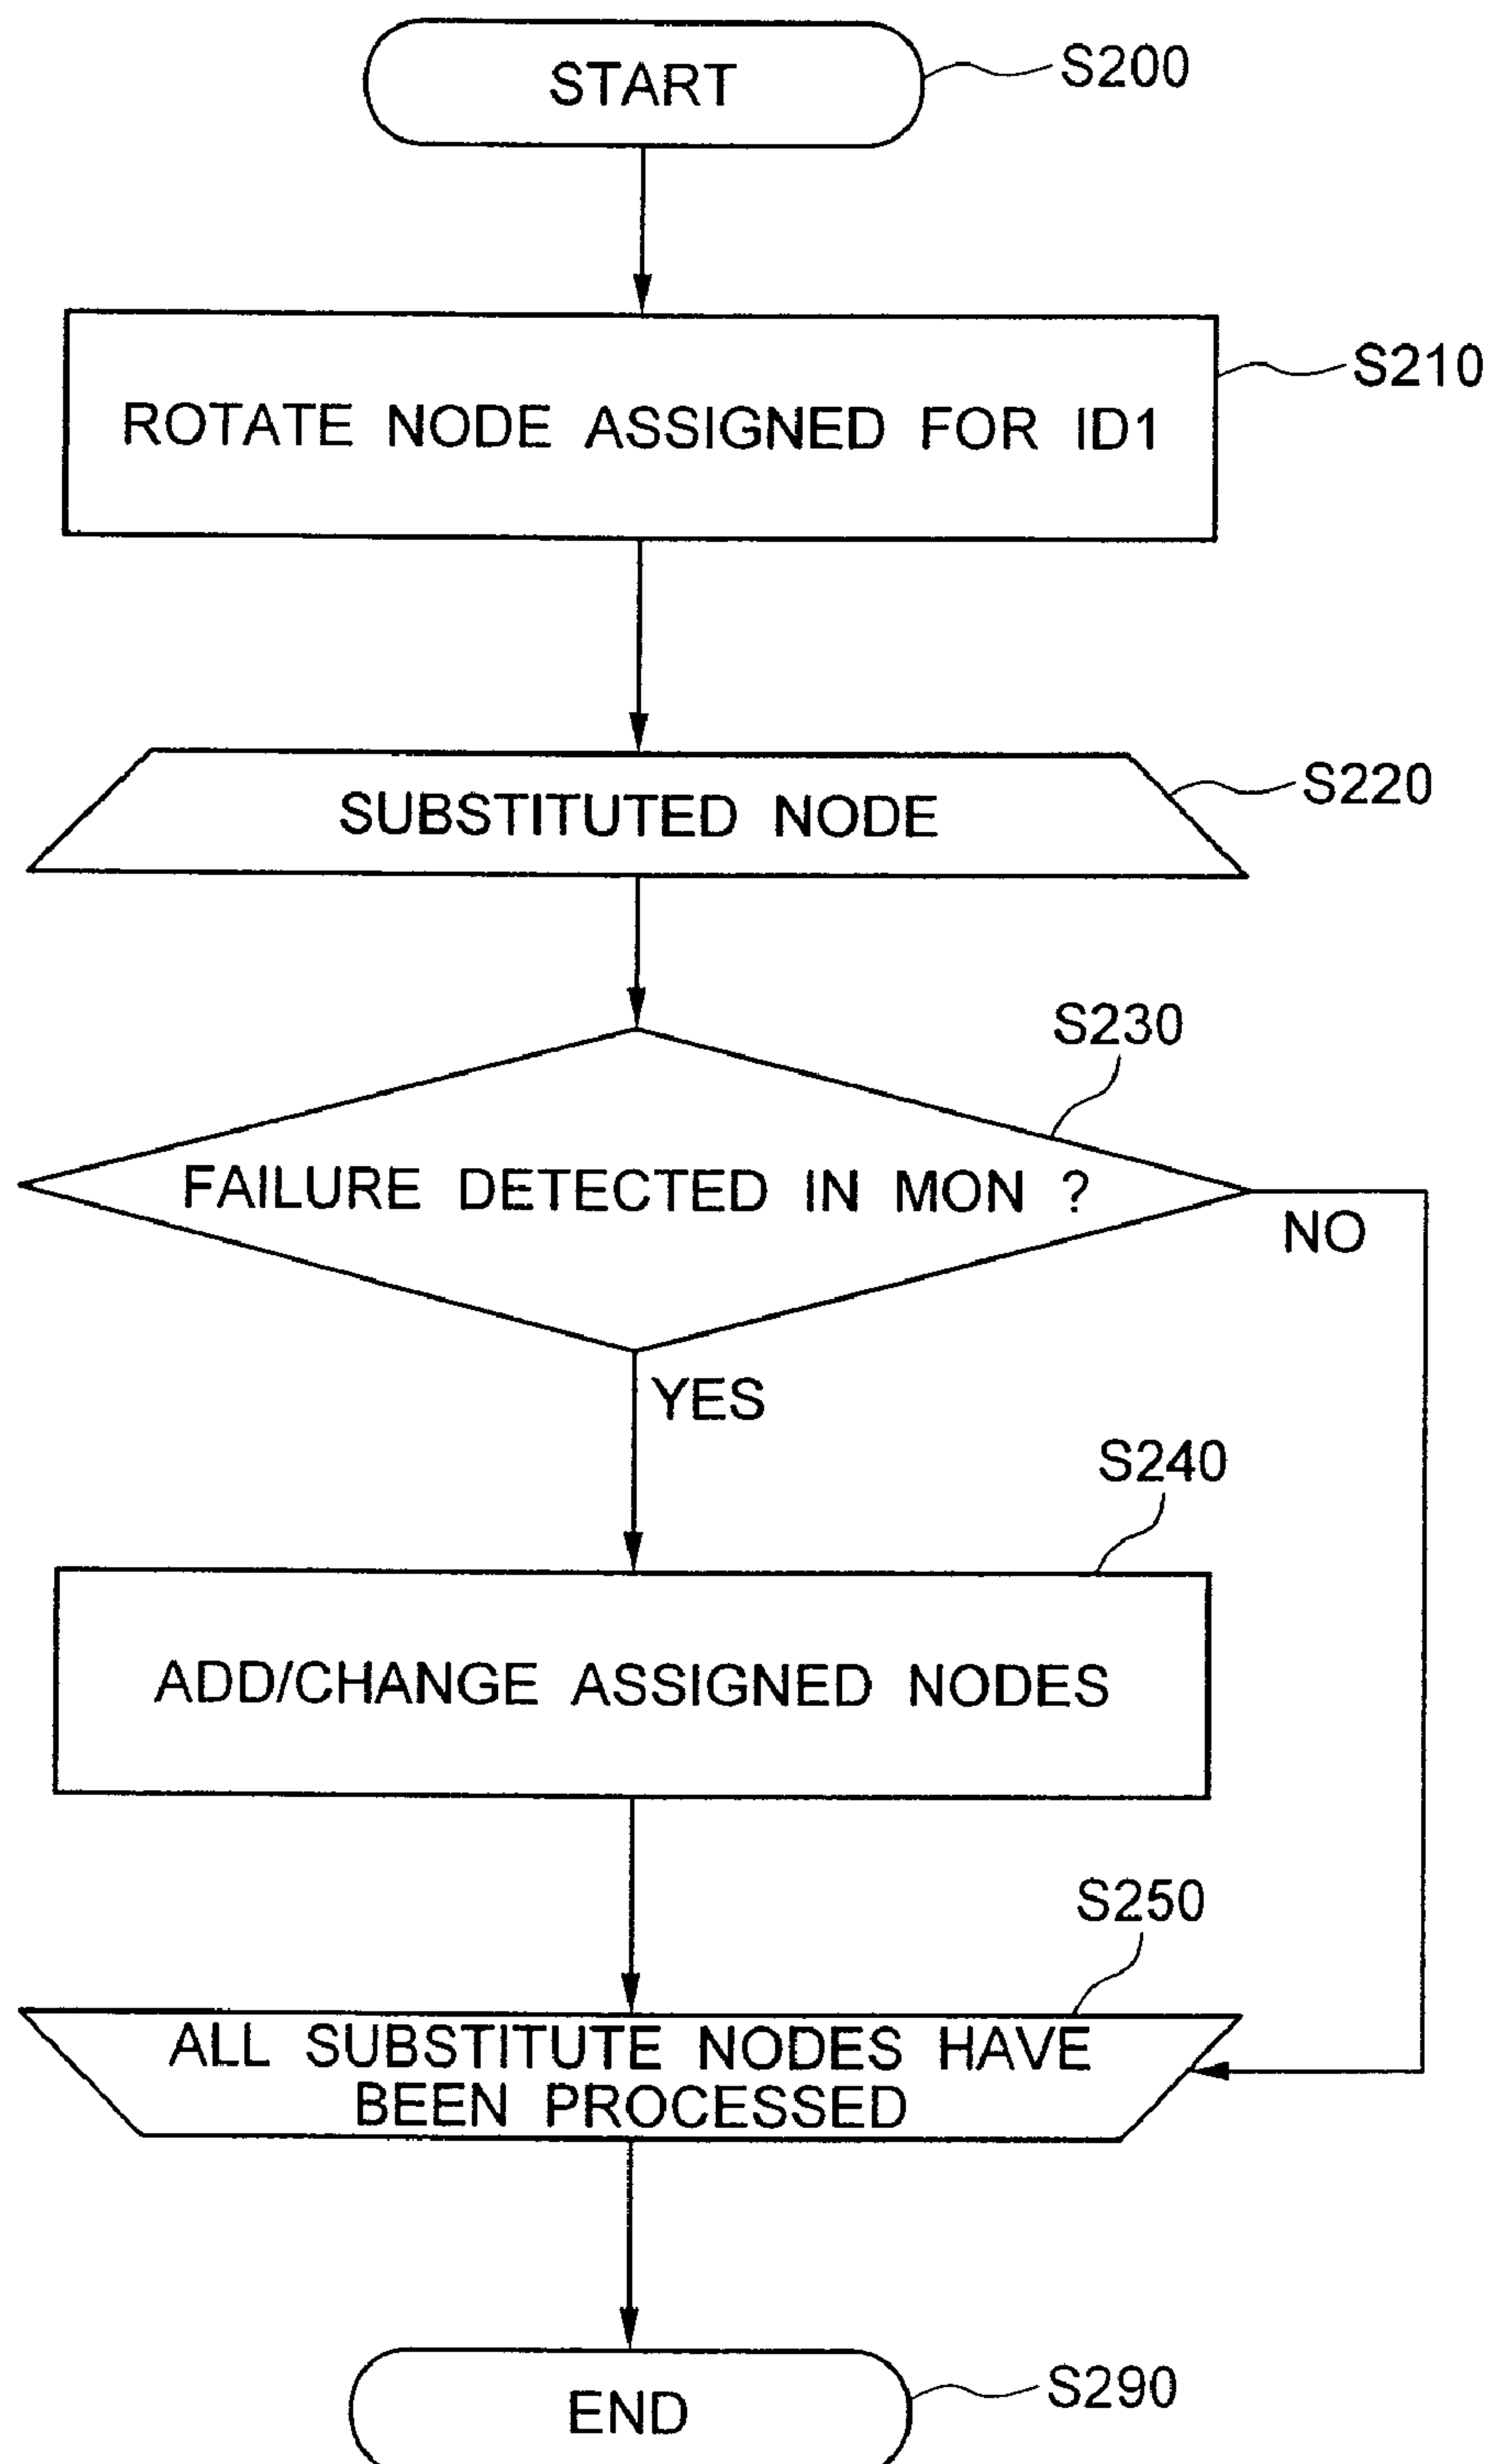 START
S200
ROTATE NODE ASSIGNED FOR ID1
S210
SUBSTITUTED NODE
S220
S230
FAILURE DETECTED IN MON ?
NO
YES
S240
ADD/CHANGE ASSIGNED NODES
S250
ALL SUBSTITUTE NODES HAVE
BEEN PROCESSED
END
S290